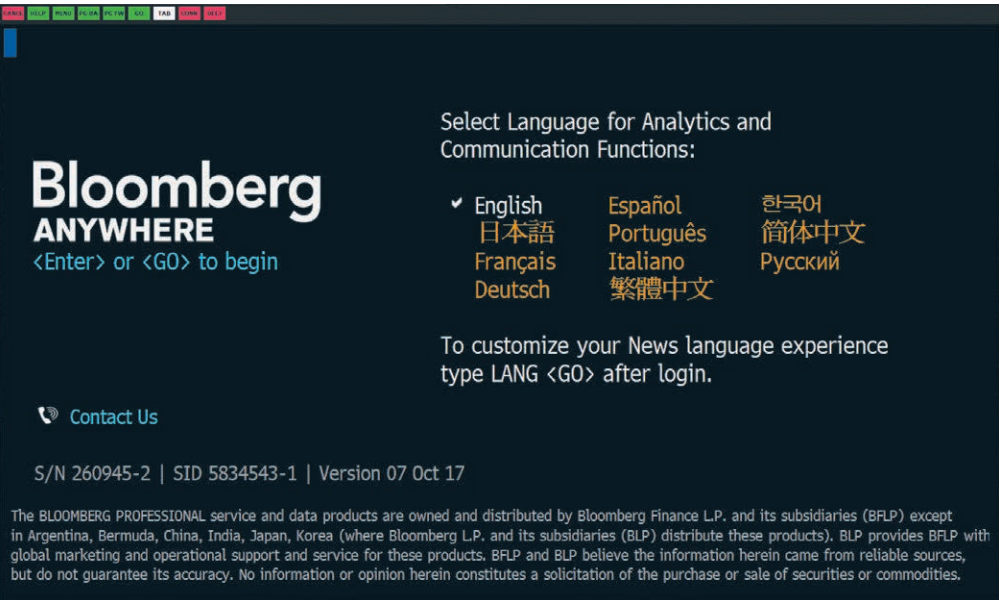 HELP MENU GO TAB
Select Language for Analytics and
Communication Functions:
Bloomberg
ANYWHERE
<Enter> or <GO> to begin
✔ English Español 한국어
日本語 Português 简体中文
Français Italiano Русский
Deutsch 繁體中文
To customize your News language experience
type LANG <GO> after login.
Contact Us
S/N 260945-2 | SID 5834543-1 | Version 07 Oct 17
The BLOOMBERG PROFESSIONAL service and data products are owned and distributed by Bloomberg Finance L.P. and its subsidiaries (BFLP) except
in Argentina, Bermuda, China, India, Japan, Korea (where Bloomberg L.P. and its subsidiaries (BLP) distribute these products). BLP provides BFLP with
global marketing and operational support and service for these products. BFLP and BLP believe the information herein came from reliable sources,
but do not guarantee its accuracy. No information or opinion herein constitutes a solicitation of the purchase or sale of securities or commodities.